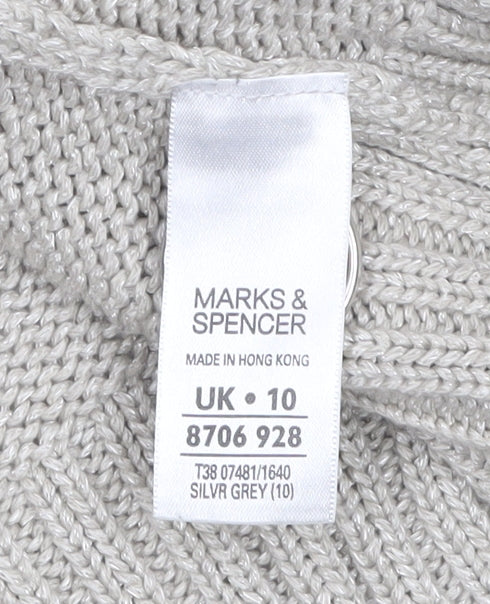 MARKS &
SPENCER
MADE IN HONG KONG
UK • 10
8706 928
T38 07481/1640
SILVR GREY (10)